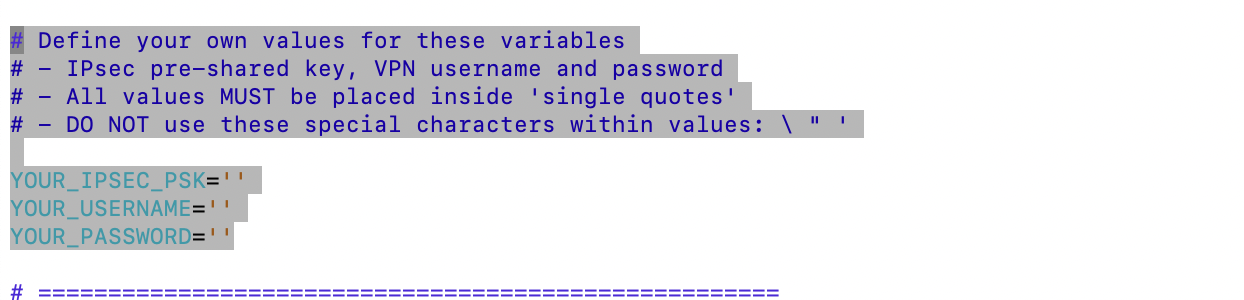 # Define your own values for these variables
# - IPsec pre-shared key, VPN username and password
# - All values MUST be placed inside 'single quotes'
# - DO NOT use these special characters within values: \ " '
YOUR_IPSEC_PSK=''
YOUR_USERNAME=''
YOUR_PASSWORD=''
# =====================================================